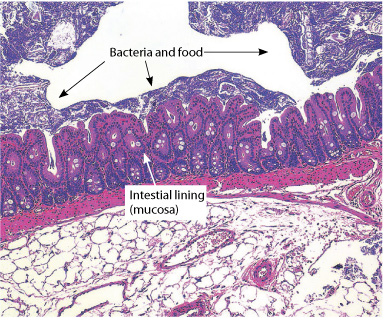 Bacteria and food
Intestial lining
(mucosa)